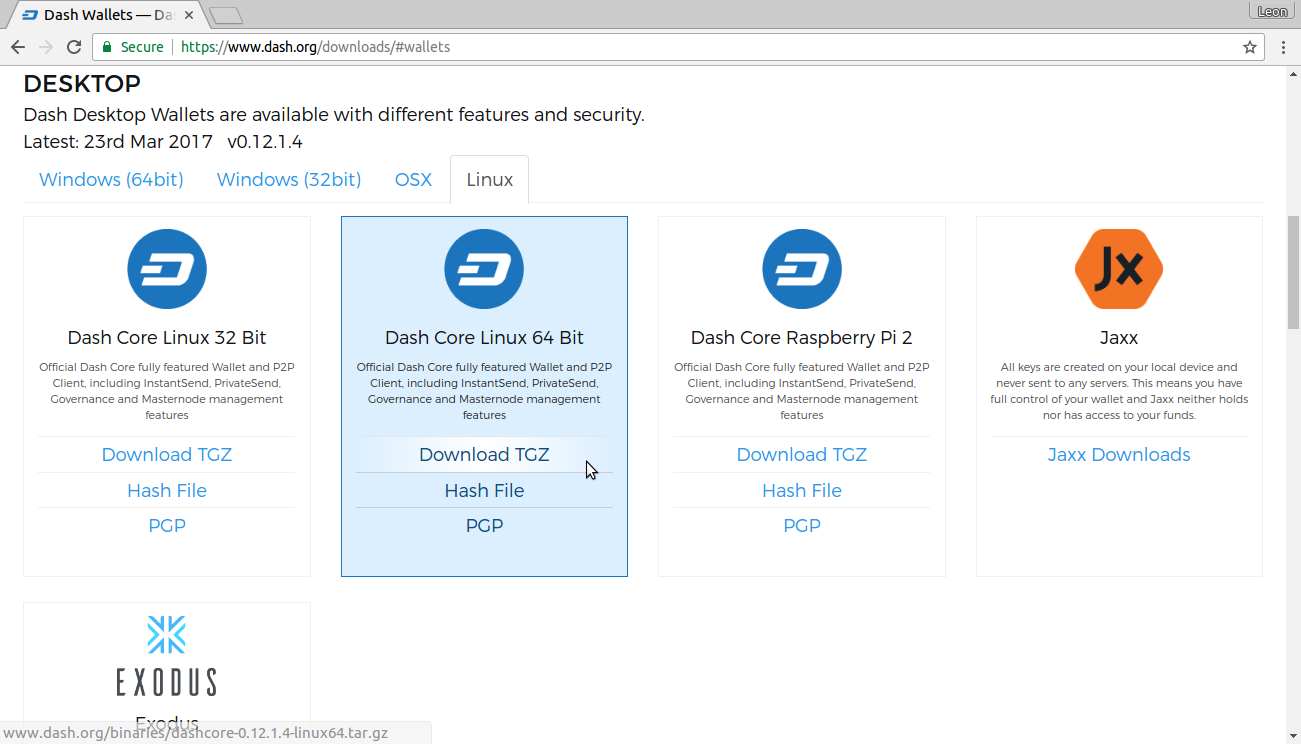 Dash Wallets — Da
Leon
Secure
https://www.dash.org/downloads/#wallets
DESKTOP
Dash Desktop Wallets are available with different features and security.
Latest: 23rd Mar 2017 v0.12.1.4
Windows (64bit) Windows (32bit) OSX Linux
Dash Core Linux 32 Bit
Official Dash Core fully featured Wallet and P2P
Client, including InstantSend, PrivateSend,
Governance and Masternode management
features
Download TGZ
Hash File
PGP
Dash Core Linux 64 Bit
Official Dash Core fully featured Wallet and P2P
Client, including InstantSend, PrivateSend,
Governance and Masternode management
features
Download TGZ
Hash File
PGP
Dash Core Raspberry Pi 2
Official Dash Core fully featured Wallet and P2P
Client, including InstantSend, PrivateSend,
Governance and Masternode management
features
Download TGZ
Hash File
PGP
Jx
Jaxx
All keys are created on your local device and
never sent to any servers. This means you have
full control of your wallet and Jaxx neither holds
nor has access to your funds.
Jaxx Downloads
EXODUS
Exodus
www.dash.org/binaries/dashcore-0.12.1.4-linux64.tar.gz